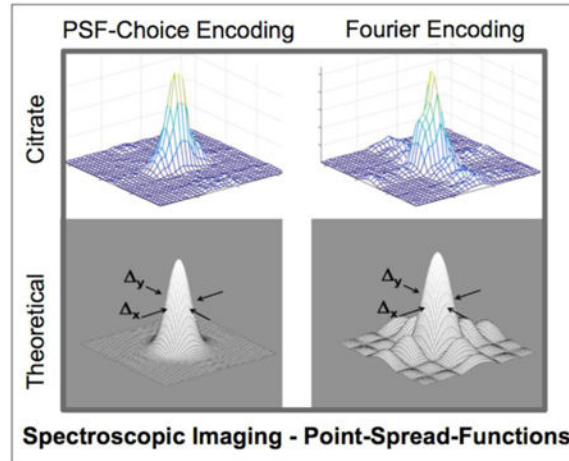 PSF-Choice Encoding Fourier Encoding
Citrate
Δy
Δx
Δy
Δx
Theoretical
Spectroscopic Imaging - Point-Spread-Functions